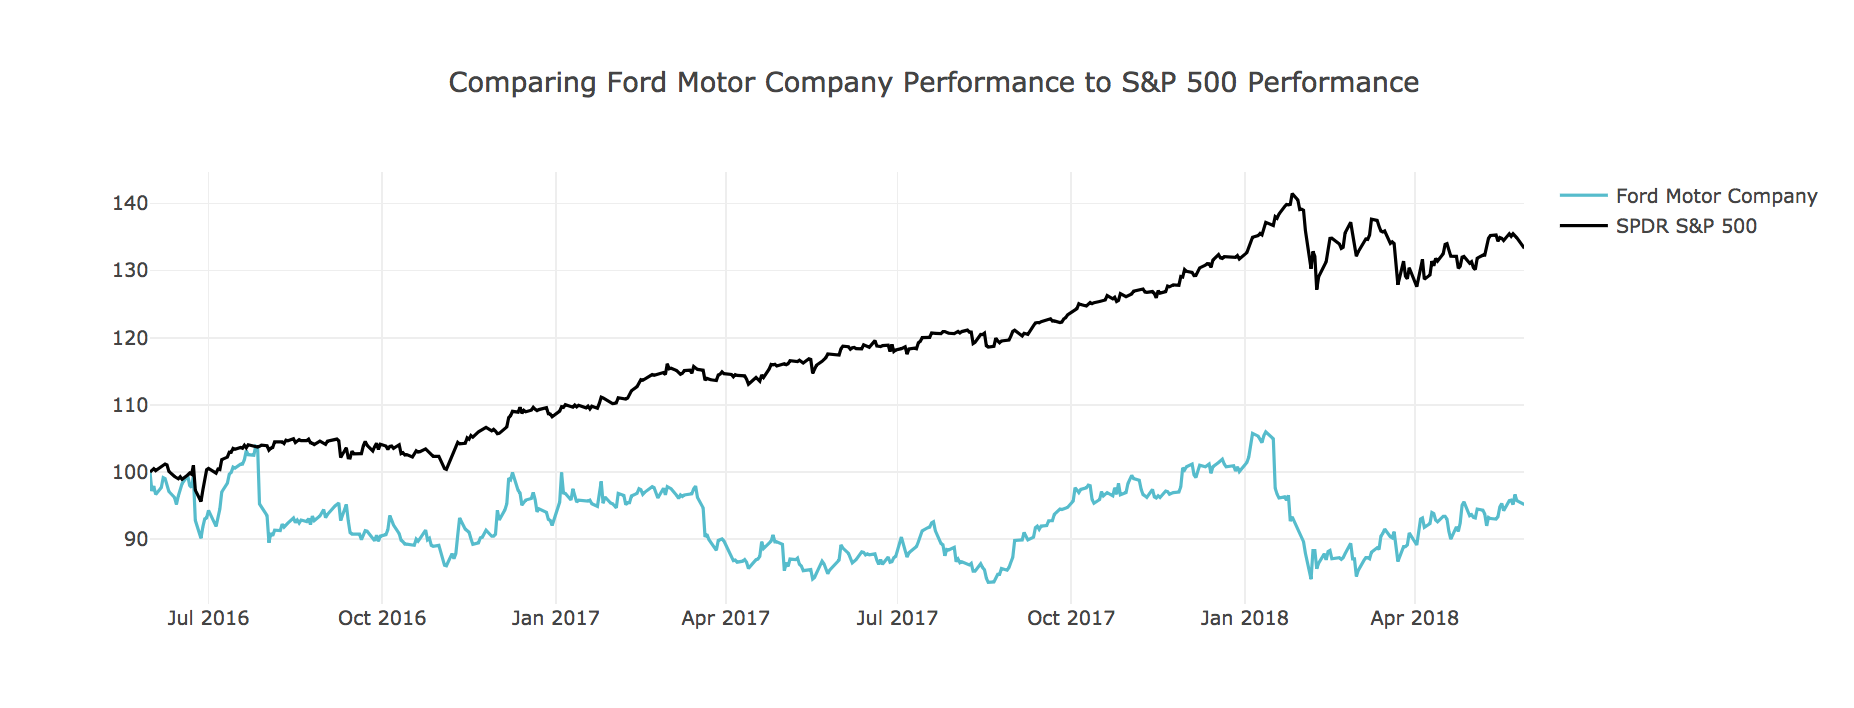 Comparing Ford Motor Company Performance to S&P 500 Performance
140
130
120
110
100
90
Jul 2016
Oct 2016
Jan 2017
Apr 2017
Jul 2017
Oct 2017
Jan 2018
Apr 2018
Ford Motor Company
SPDR S&P 500